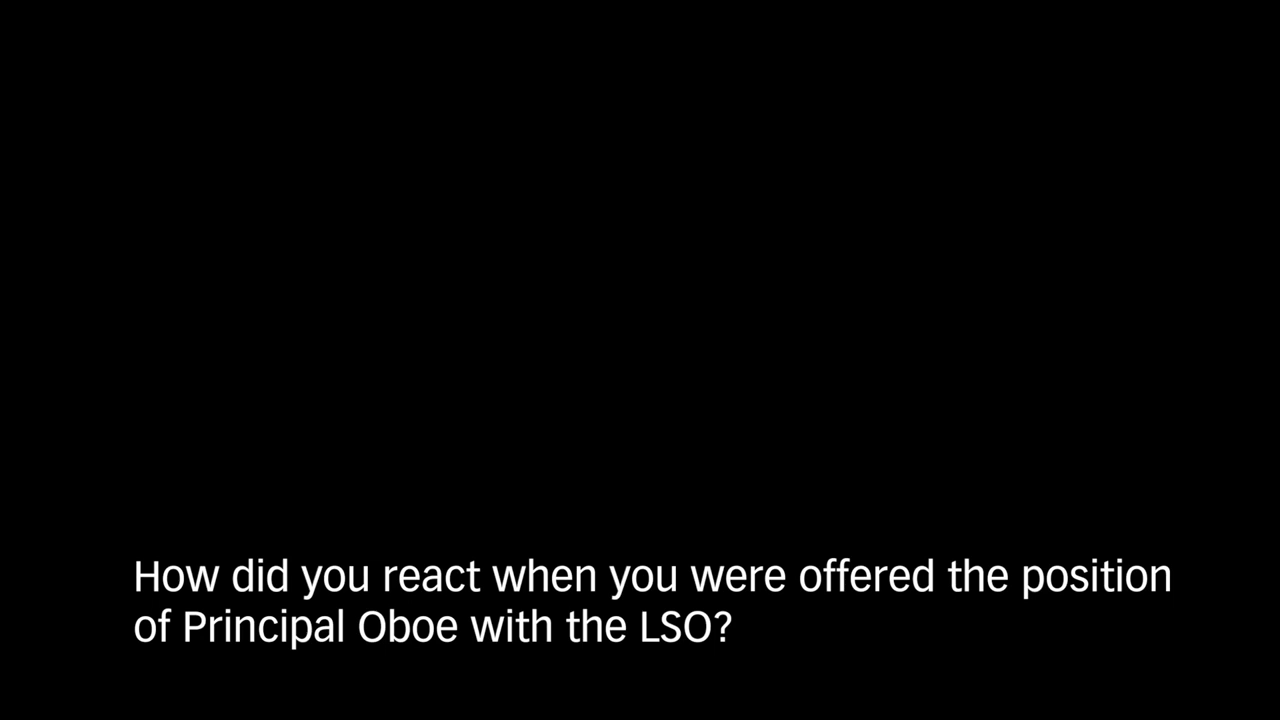 How did you react when you were offered the position
of Principal Oboe with the LSO?